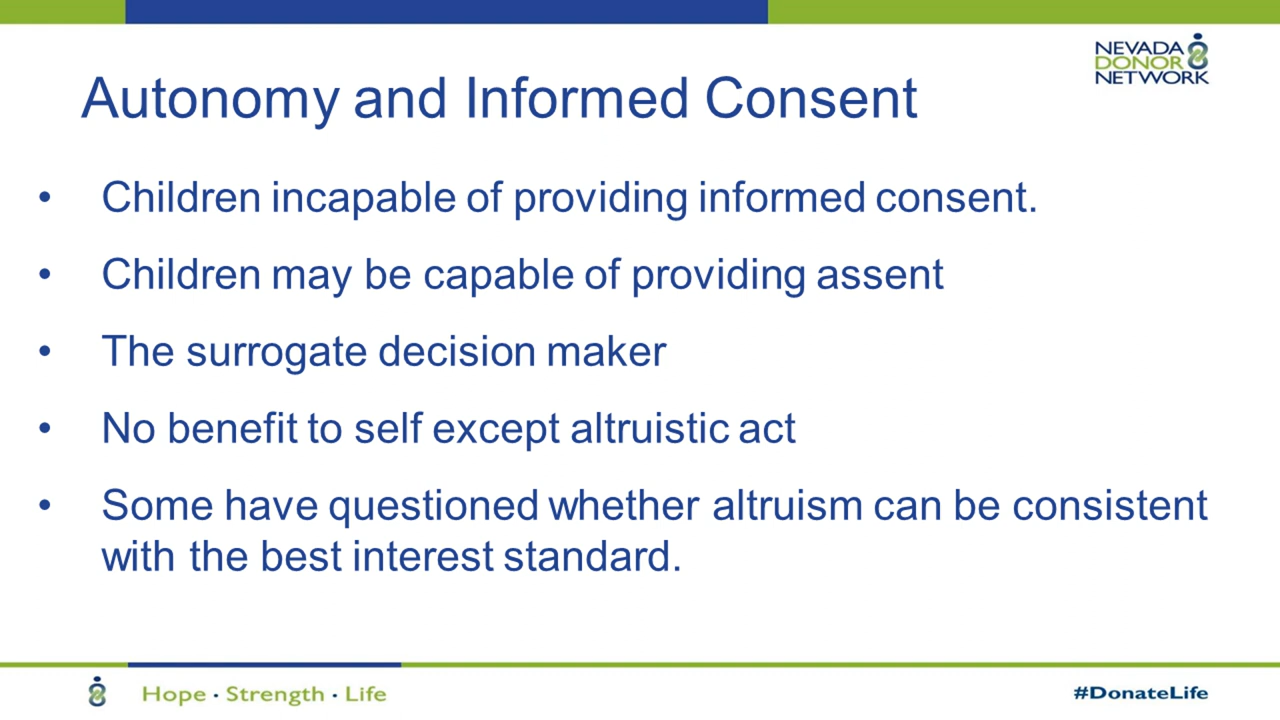 NEVADA
DONOR
NETWORK
Autonomy and Informed Consent
• Children incapable of providing informed consent.
• Children may be capable of providing assent
• The surrogate decision maker
• No benefit to self except altruistic act
• Some have questioned whether altruism can be consistent
with the best interest standard.
Hope · Strength · Life
#DonateLife